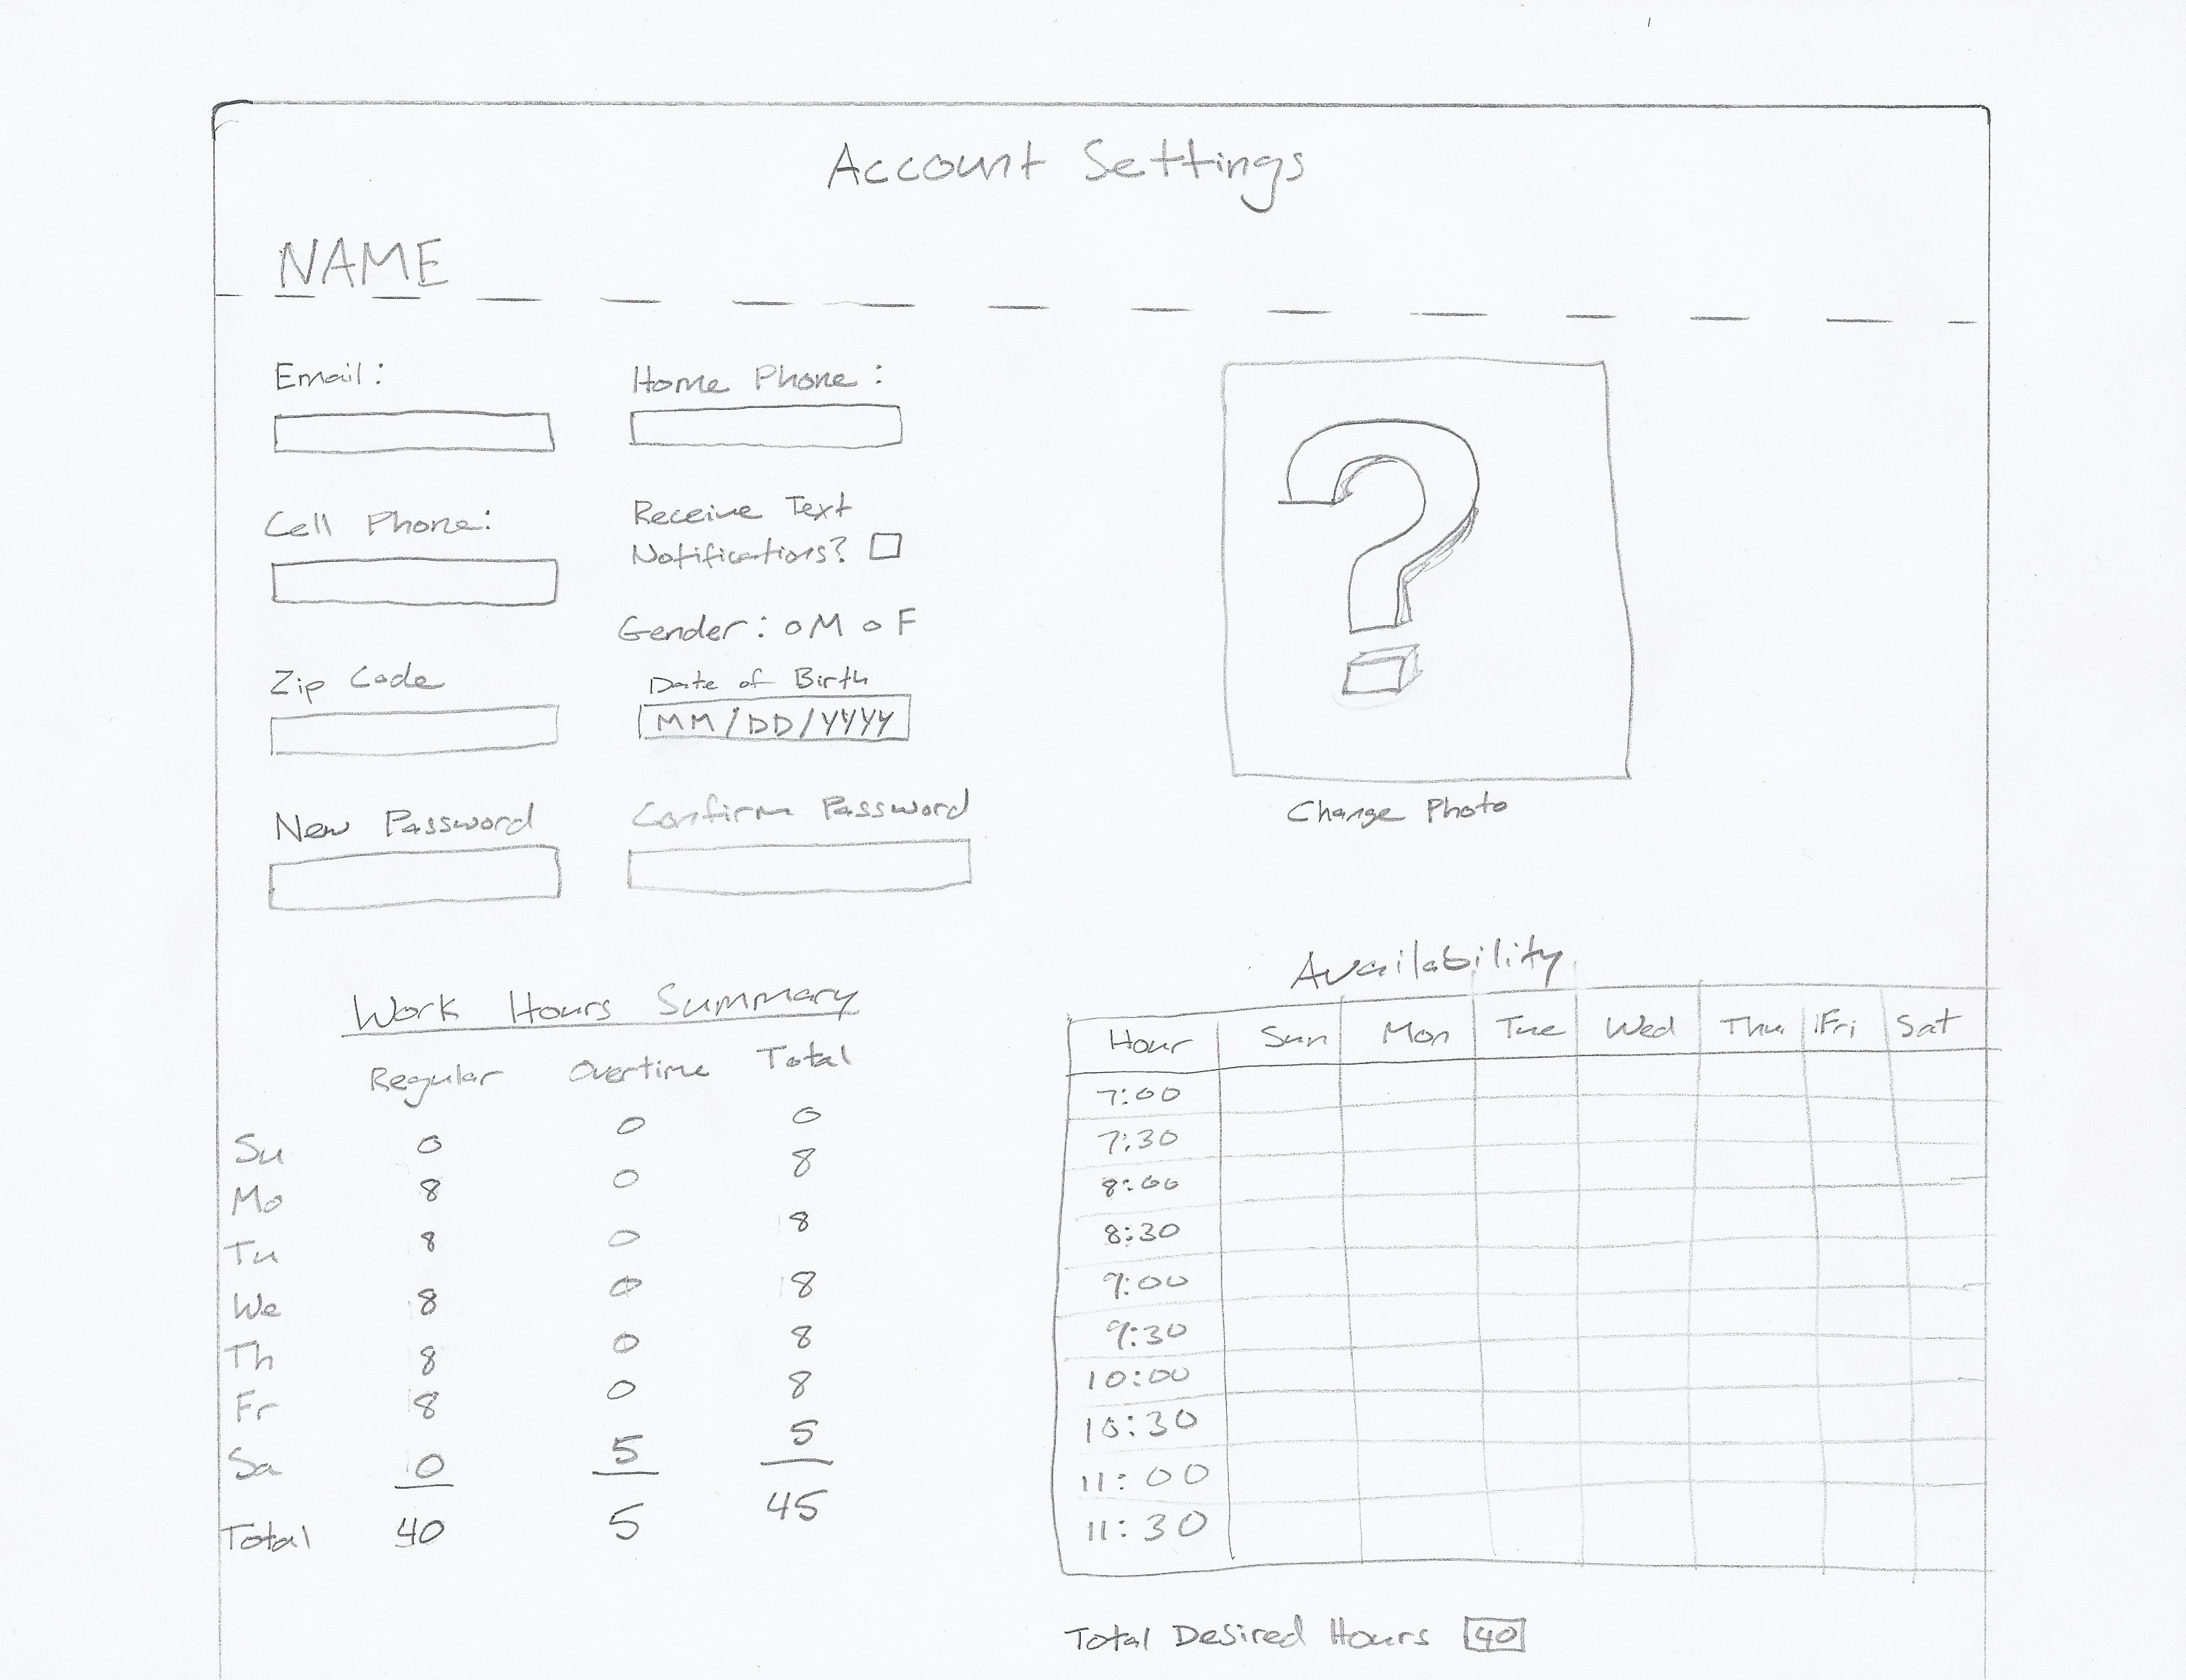 Account Settings
NAME
Email:
Home Phone:
Cell Phone:
Receive Text
Notifications?
Gender: M F
Zip Code
Date of Birth
MM/DD/YYYY
New Password
Confirm Password
?
Change Photo
Work Hours Summary
Regular Overtime Total
Su 0 0 0
Mo 8 0 8
Tu 8 0 8
We 8 0 8
Th 8 0 8
Fr 8 0 8
Sa 0 5 5
Total 40 5 45
Availability
Hour Sun Mon Tue Wed Thu Fri Sat
7:00
7:30
8:00
8:30
9:00
9:30
10:00
10:30
11:00
11:30
Total Desired Hours 40